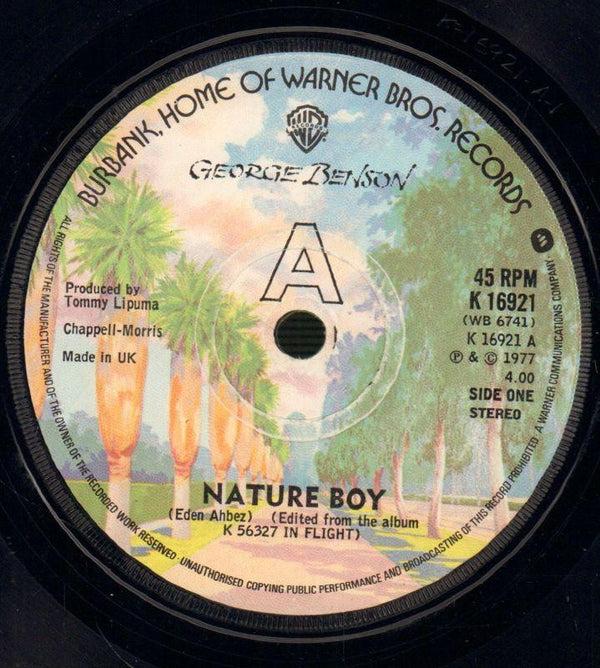 K-16921-A-1
BURBANK, HOME OF WARNER BROS. RECORDS
GEORGE BENSON
A
Produced by
Tommy Lipuma
Chappell-Morris
Made in UK
45 RPM
K 16921
(WB 6741)
K 16921 A
℗ & © 1977
4.00
SIDE ONE
STEREO
NATURE BOY
(Eden Ahbez) (Edited from the album
K 56327 IN FLIGHT)
ALL RIGHTS OF THE MANUFACTURER AND OF THE OWNER OF THE RECORDED WORK RESERVED · UNAUTHORISED COPYING PUBLIC PERFORMANCE AND BROADCASTING OF THIS RECORD PROHIBITED A WARNER COMMUNICATIONS COMPANY